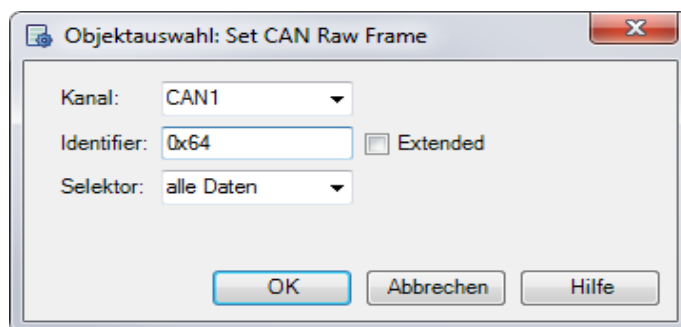 Objektauswahl: Set CAN Raw Frame
Kanal: CAN1
Identifier: 0x64 Extended
Selektor: alle Daten
OK Abbrechen Hilfe